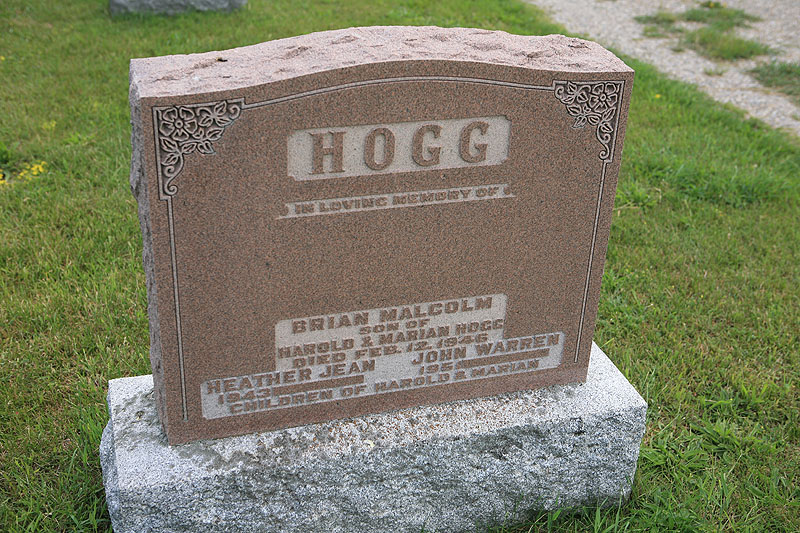 HOGG
IN LOVING MEMORY OF
BRIAN MALCOLM
SON OF
HAROLD & MARIAN HOGG
DIED FEB. 12, 1946
HEATHER JEAN JOHN WARREN
1943
CHILDREN OF HAROLD & MARIAN